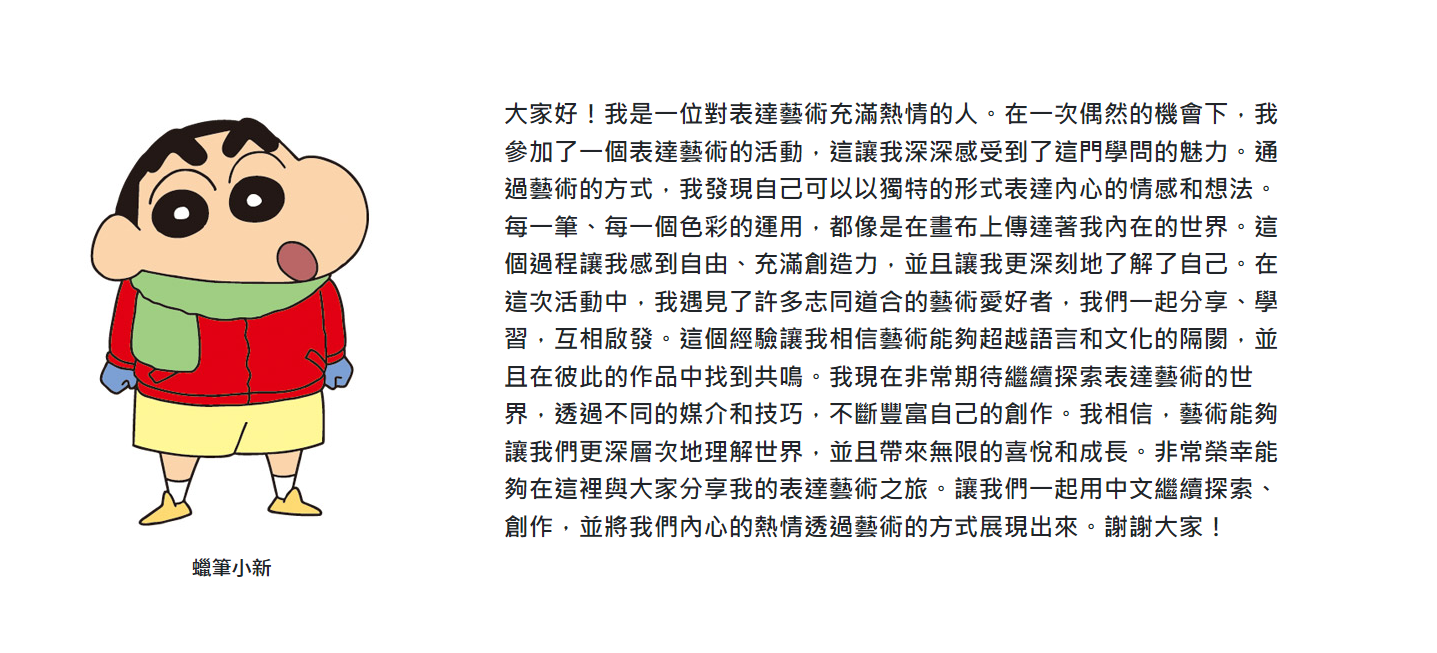 大家好！我是一位對表達藝術充滿熱情的人。在一次偶然的機會下，我
參加了一個表達藝術的活動，這讓我深深感受到了這門學問的魅力。通
過藝術的方式，我發現自己可以以獨特的形式表達內心的情感和想法。
每一筆、每一個色彩的運用，都像是在畫布上傳達著我內在的世界。這
個過程讓我感到自由、充滿創造力，並且讓我更深刻地了解了自己。在
這次活動中，我遇見了許多志同道合的藝術愛好者，我們一起分享、學
習，互相啟發。這個經驗讓我相信藝術能夠超越語言和文化的隔閡，並
且在彼此的作品中找到共鳴。我現在非常期待繼續探索表達藝術的世
界，透過不同的媒介和技巧，不斷豐富自己的創作。我相信，藝術能夠
讓我們更深層次地理解世界，並且帶來無限的喜悅和成長。非常榮幸能
夠在這裡與大家分享我的表達藝術之旅。讓我們一起用中文繼續探索、
創作，並將我們內心的熱情透過藝術的方式展現出來。謝謝大家！
蠟筆小新